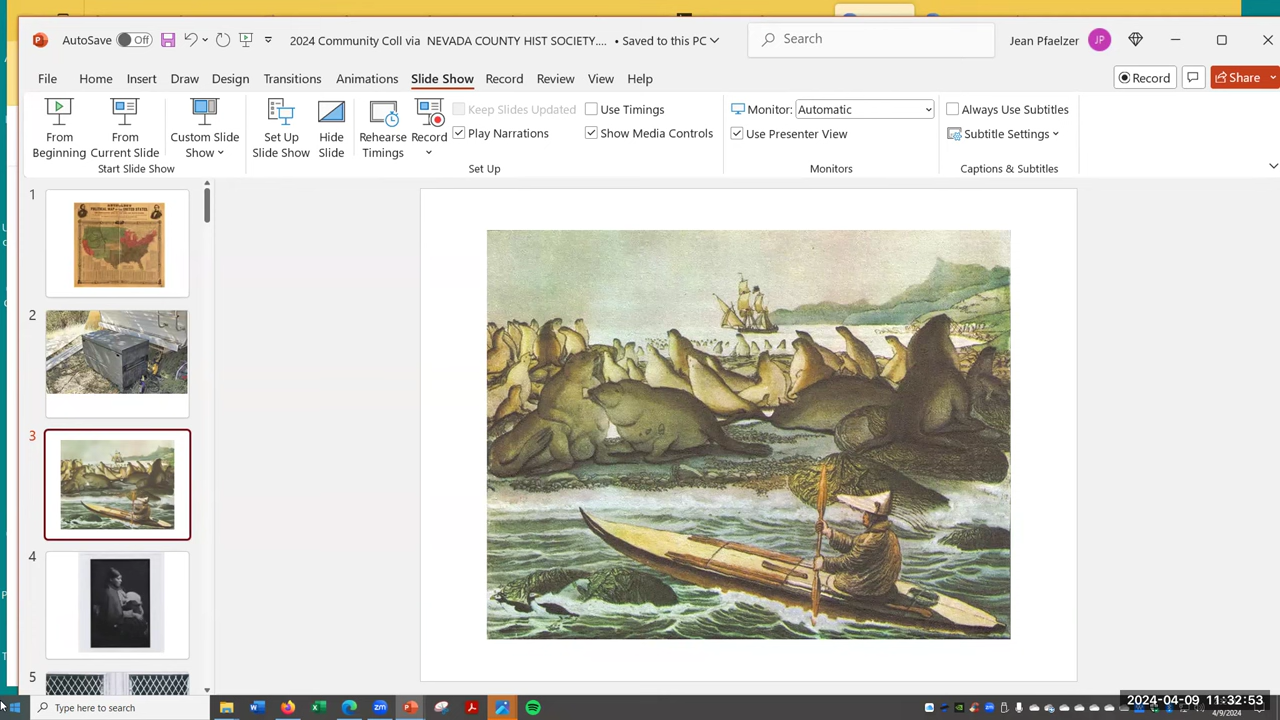 AutoSave Off 2024 Community Coll via NEVADA COUNTY HIST SOCIETY.... • Saved to this PC Search Jean Pfaelzer JP
File Home Insert Draw Design Transitions Animations Slide Show Record Review View Help Record Share
From Beginning
From Current Slide
Custom Slide Show
Set Up Slide Show
Hide Slide
Rehearse Timings
Record
Keep Slides Updated
Play Narrations
Use Timings
Show Media Controls
Monitor: Automatic
Use Presenter View
Always Use Subtitles
Subtitle Settings
Start Slide Show Set Up Monitors Captions & Subtitles
1
2
3
4
5
Type here to search
2024-04-09 11:32:53
4/9/2024